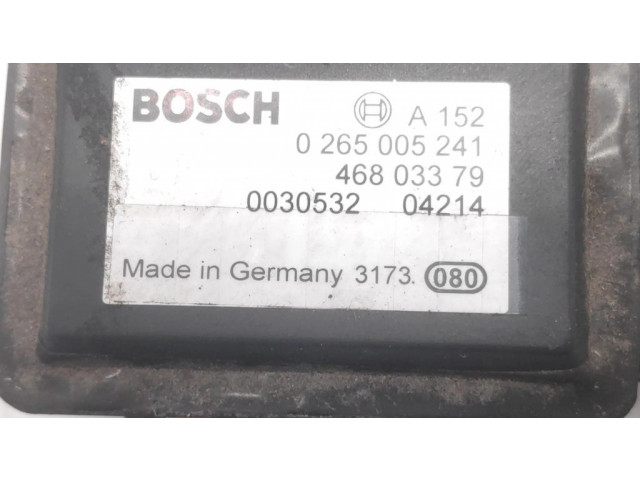 BOSCH A 152
0 265 005 241
468 033 79
0030532 04214
Made in Germany 3173. 080